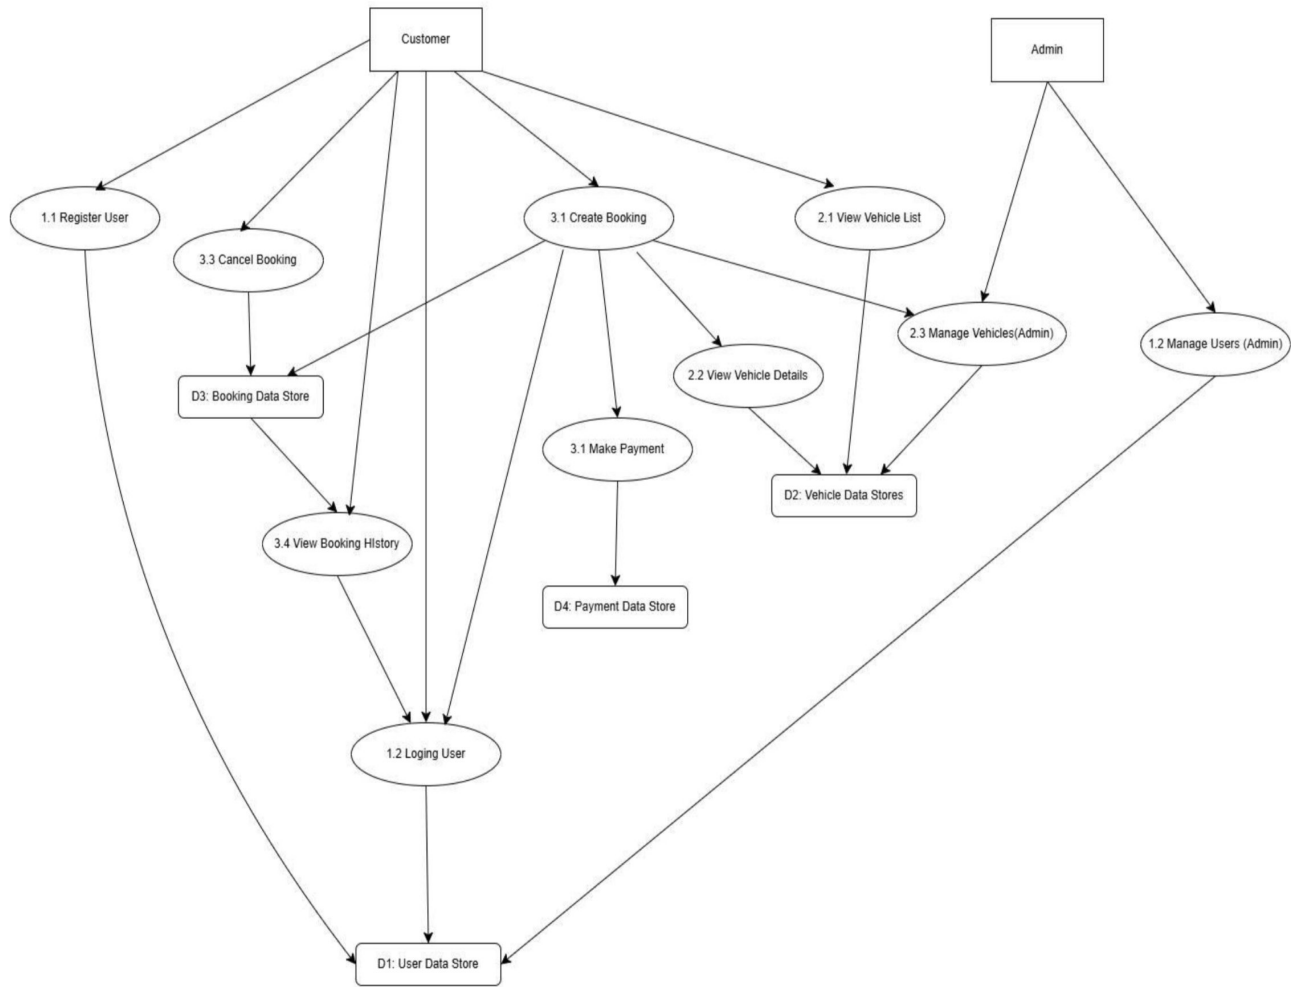 Customer
Admin
1.1 Register User
3.1 Create Booking
2.1 View Vehicle List
3.3 Cancel Booking
2.3 Manage Vehicles(Admin)
1.2 Manage Users (Admin)
2.2 View Vehicle Details
D3: Booking Data Store
3.1 Make Payment
D2: Vehicle Data Stores
3.4 View Booking HIstory
D4: Payment Data Store
1.2 Loging User
D1: User Data Store